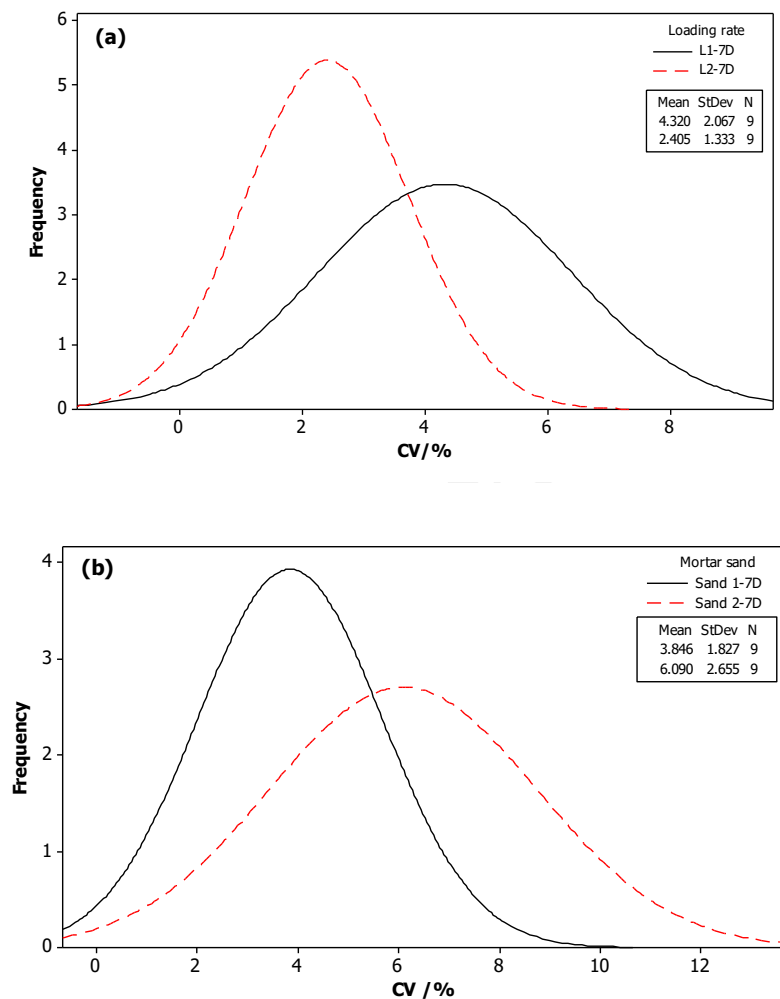 (a)
Loading rate
L1-7D
L2-7D
Mean StDev N
4.320 2.067 9
2.405 1.333 9
Frequency
6
5
4
3
2
1
0
0 2 4 6 8
CV/%
(b)
Mortar sand
Sand 1-7D
Sand 2-7D
Mean StDev N
3.846 1.827 9
6.090 2.655 9
Frequency
4
3
2
1
0
0 2 4 6 8 10 12
CV /%